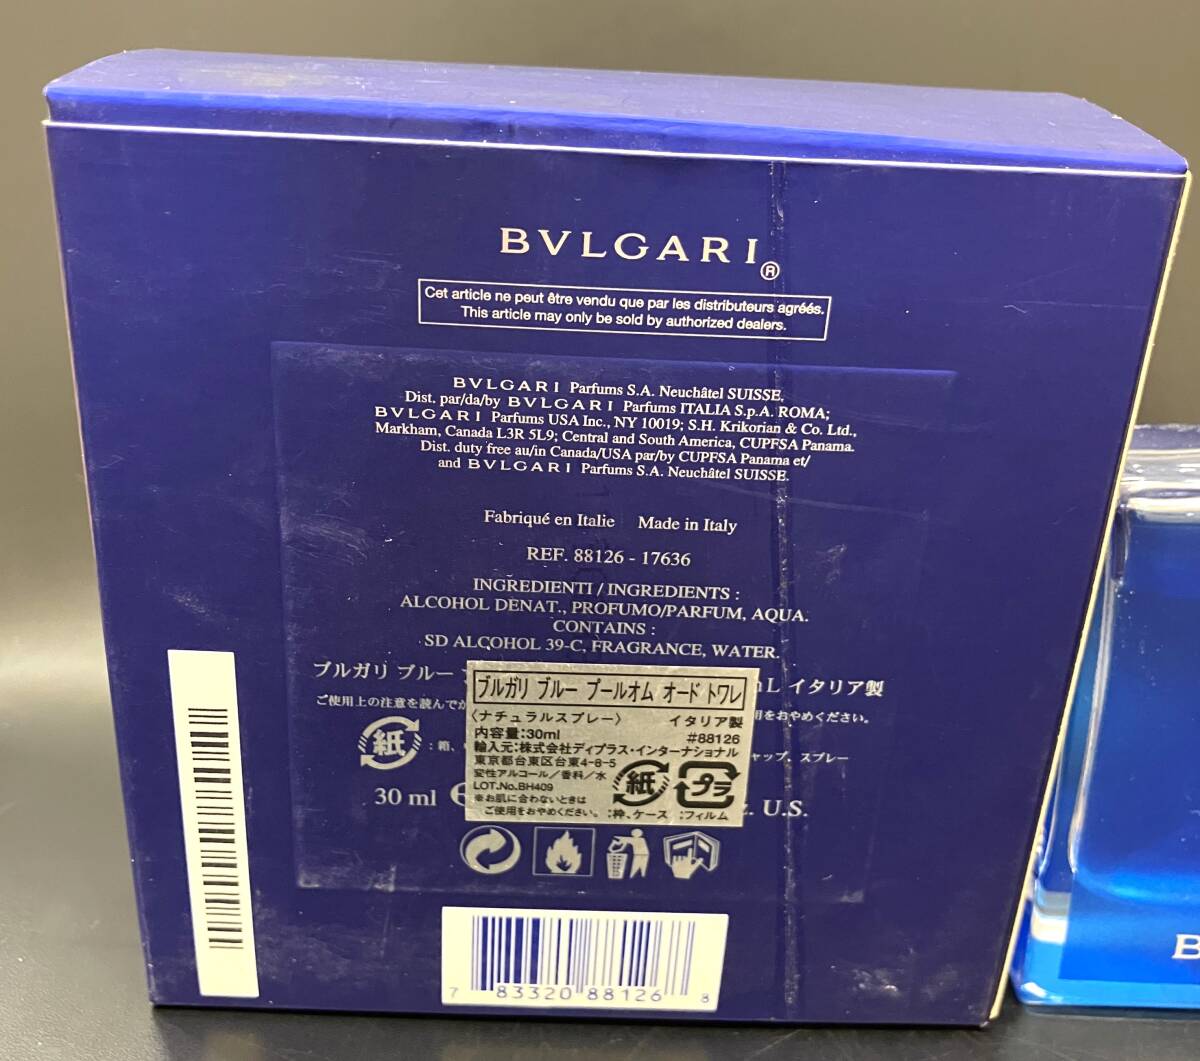 BVLGARI®
Cet article ne peut être vendu que par les distributeurs agréés.
This article may only be sold by authorized dealers.
BVLGARI Parfums S.A. Neuchâtel SUISSE.
Dist. par/da/by BVLGARI Parfums ITALIA S.p.A. ROMA;
BVLGARI Parfums USA Inc., NY 10019; S.H. Krikorian & Co. Ltd.,
Markham, Canada L3R 5L9; Central and South America, CUPFSA Panama.
Dist. duty free au/in Canada/USA par/by CUPFSA Panama et/
and BVLGARI Parfums S.A. Neuchâtel SUISSE.
Fabriqué en Italie Made in Italy
REF. 88126 - 17636
INGREDIENTI / INGREDIENTS :
ALCOHOL DENAT., PROFUMO/PARFUM, AQUA.
CONTAINS :
SD ALCOHOL 39-C, FRAGRANCE, WATER.
ブルガリ ブルー
mL イタリア製
ご使用上の注意を読んで
用をおやめください。
紙
:箱、
ャップ、スプレー
30 ml
U.S.
ブルガリ ブルー プールオム オード トワレ
〈ナチュラルスプレー〉 イタリア製
内容量:30ml #88126
輸入元:株式会社ディプラス・インターナショナル
東京都台東区台東4-8-5
変性アルコール/香料/水
LOT.No.BH409
※お肌に合わないときは
ご使用をおやめください。
紙 プラ
:枠、ケース :フィルム
7 83320 88126 8
B